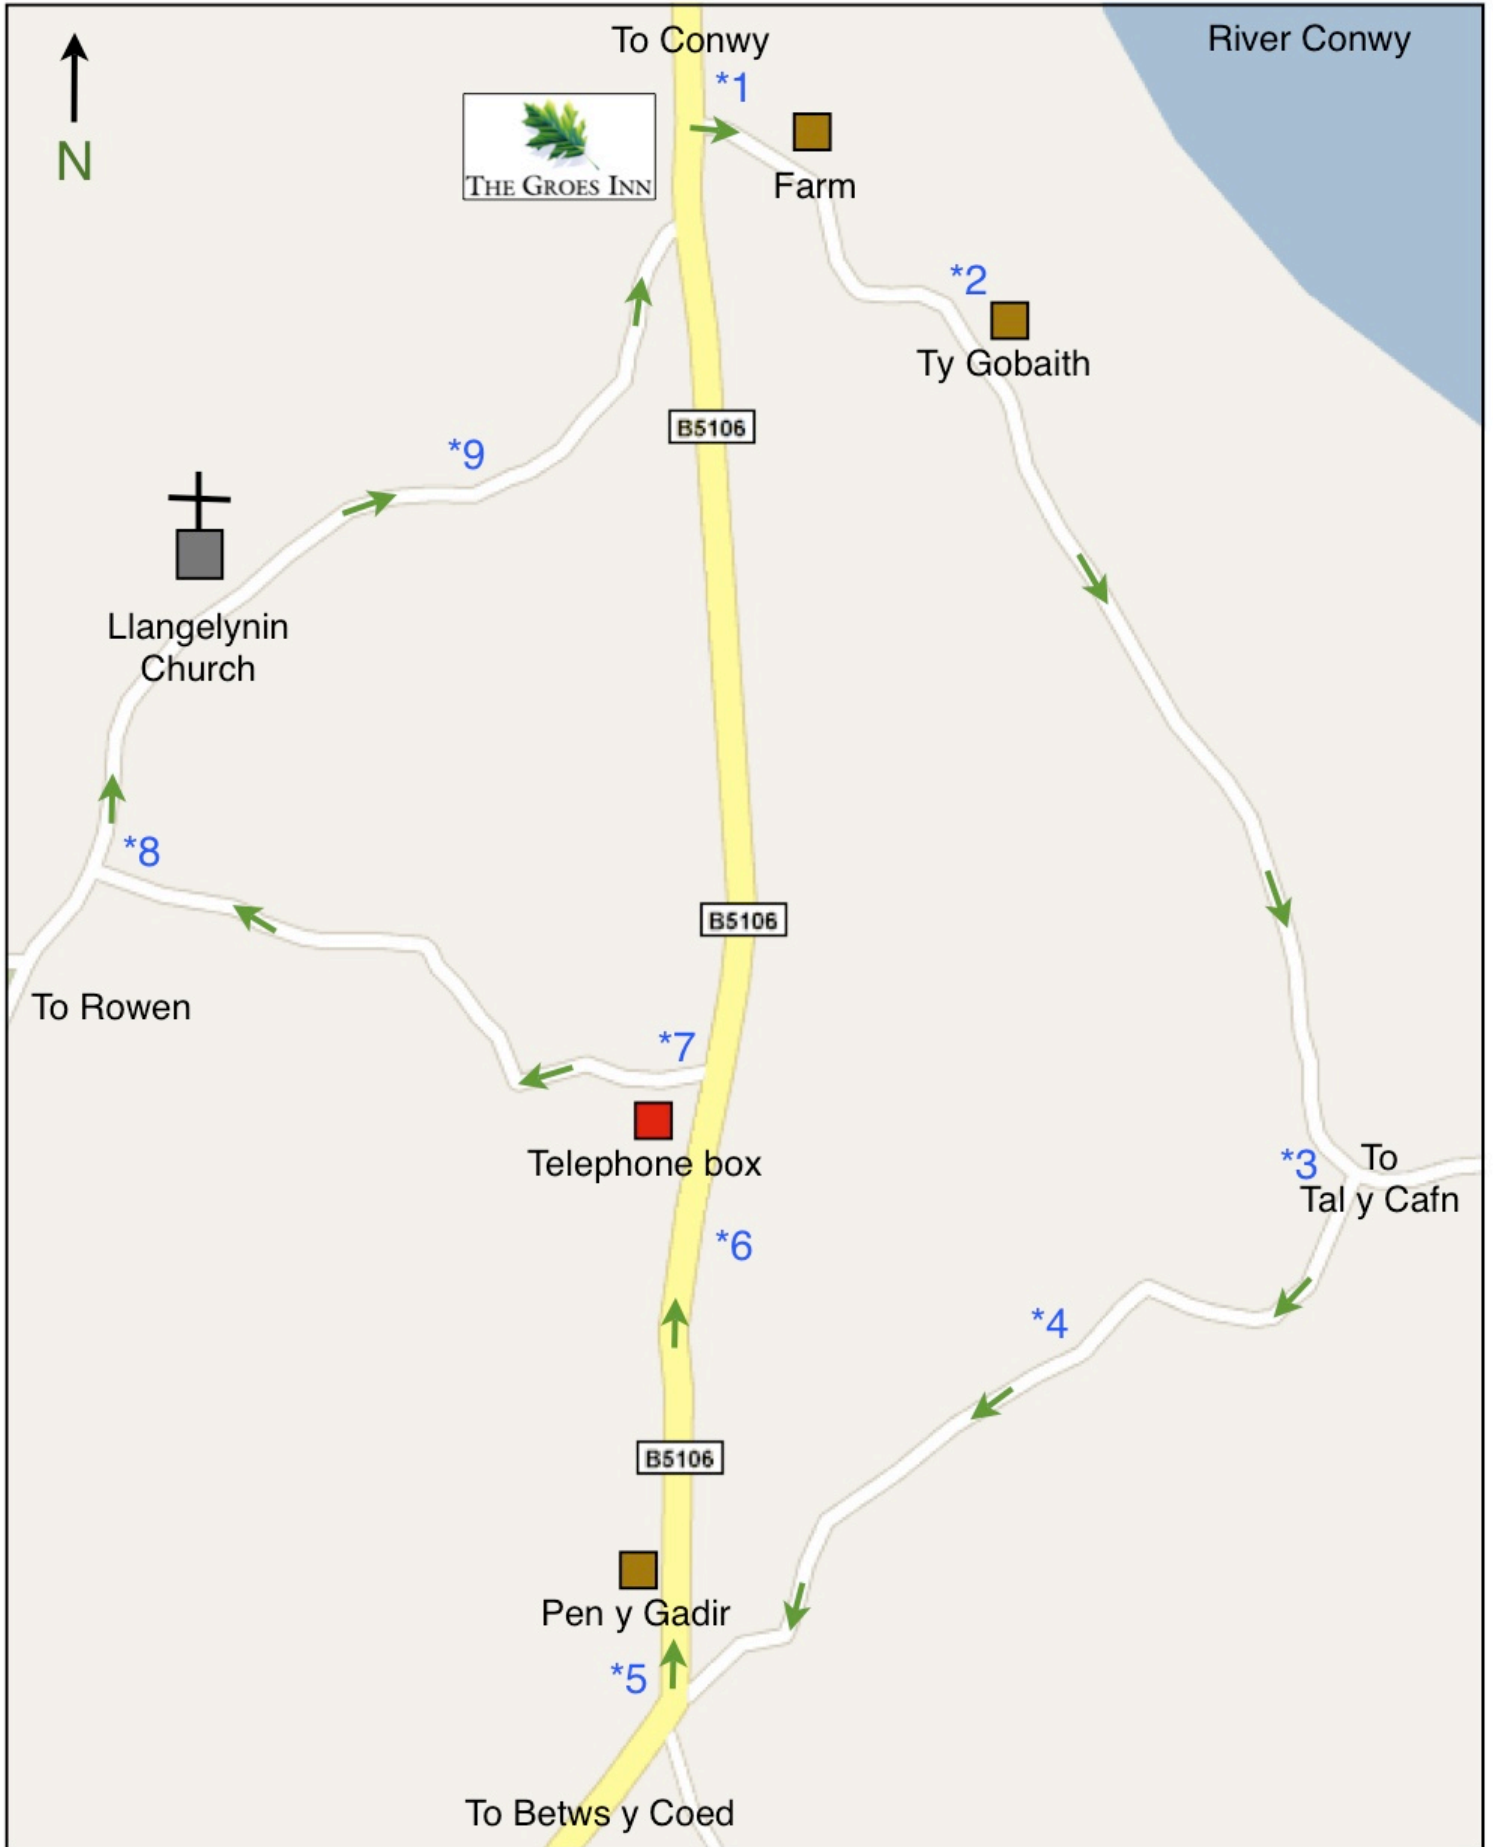 To Conwy
River Conwy
*1
N
THE GROES INN
Farm
*2
Ty Gobaith
B5106
*9
Llangelynin
Church
*8
B5106
To Rowen
*7
Telephone box
*3
To
Tal y Cafn
*6
*4
B5106
Pen y Gadir
*5
To Betws y Coed